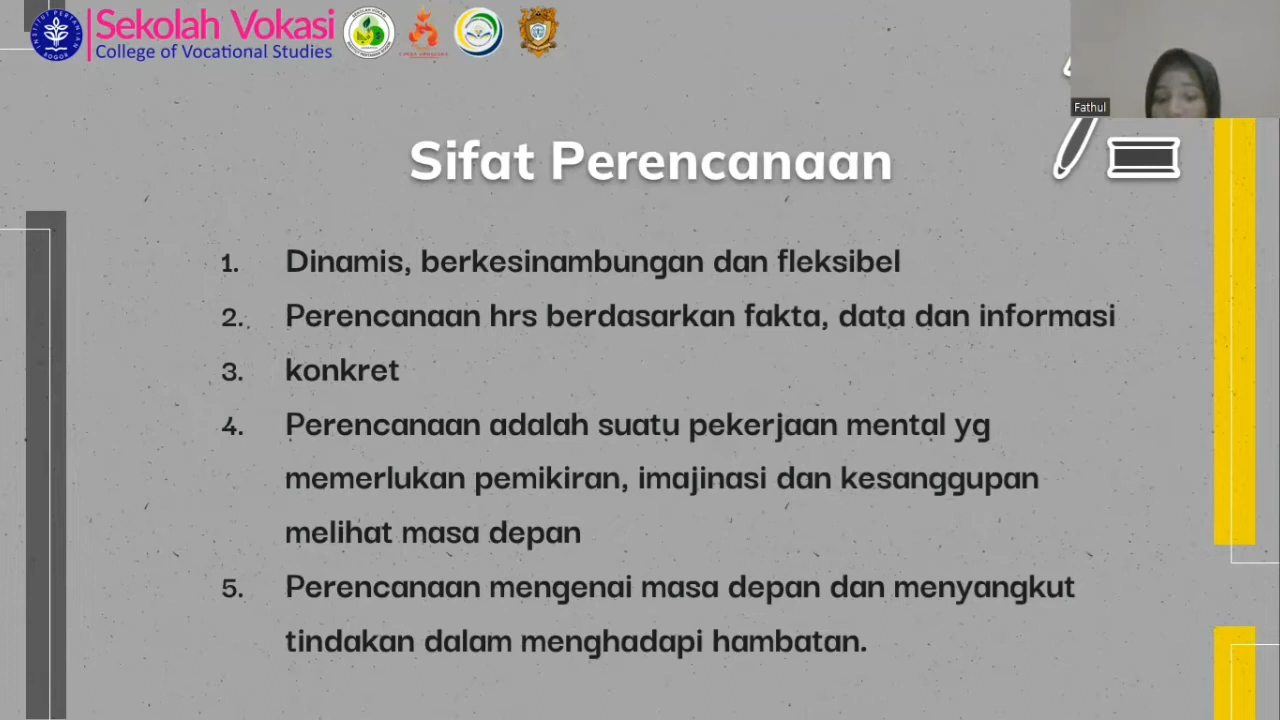 Sekolah Vokasi
College of Vocational Studies
Fathul
Sifat Perencanaan
1. Dinamis, berkesinambungan dan fleksibel
2. Perencanaan hrs berdasarkan fakta, data dan informasi
3. konkret
4. Perencanaan adalah suatu pekerjaan mental yg
memerlukan pemikiran, imajinasi dan kesanggupan
melihat masa depan
5. Perencanaan mengenai masa depan dan menyangkut
tindakan dalam menghadapi hambatan.